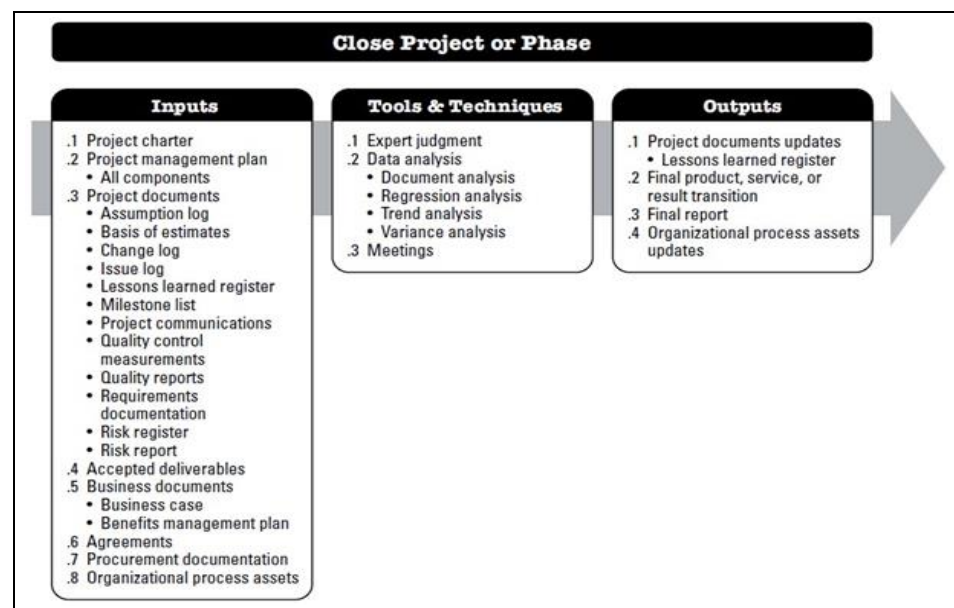 Close Project or Phase
Inputs
.1 Project charter
.2 Project management plan
• All components
.3 Project documents
• Assumption log
• Basis of estimates
• Change log
• Issue log
• Lessons learned register
• Milestone list
• Project communications
• Quality control
measurements
• Quality reports
• Requirements
documentation
• Risk register
• Risk report
.4 Accepted deliverables
.5 Business documents
• Business case
• Benefits management plan
.6 Agreements
.7 Procurement documentation
.8 Organizational process assets
Tools & Techniques
.1 Expert judgment
.2 Data analysis
• Document analysis
• Regression analysis
• Trend analysis
• Variance analysis
.3 Meetings
Outputs
.1 Project documents updates
• Lessons learned register
.2 Final product, service, or
result transition
.3 Final report
.4 Organizational process assets
updates